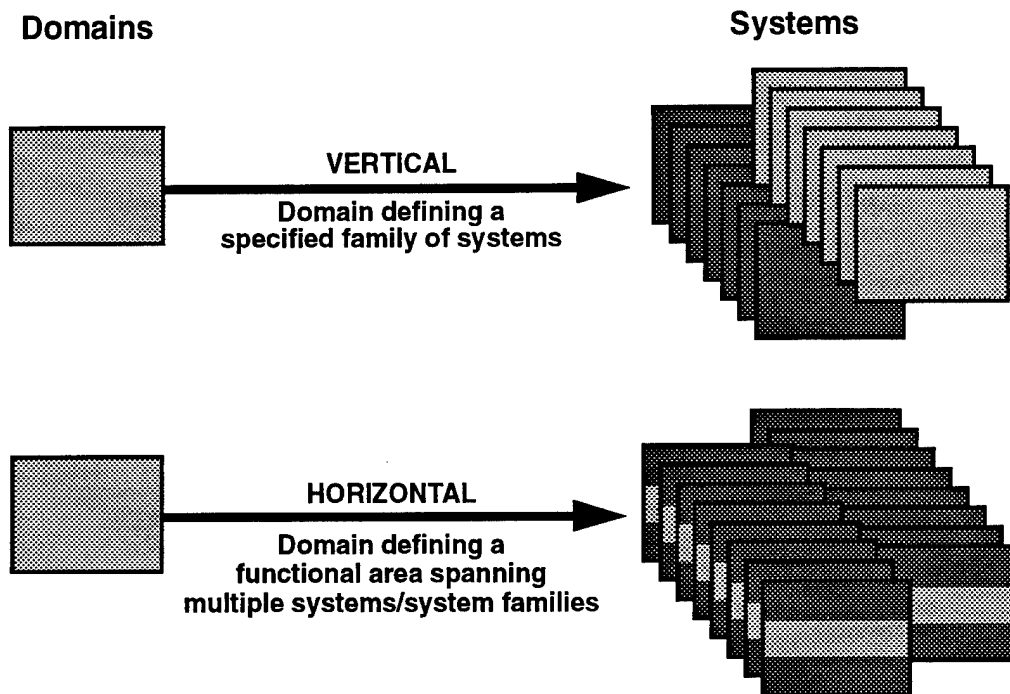 Domains
Systems
VERTICAL
Domain defining a
specified family of systems
HORIZONTAL
Domain defining a
functional area spanning
multiple systems/system families